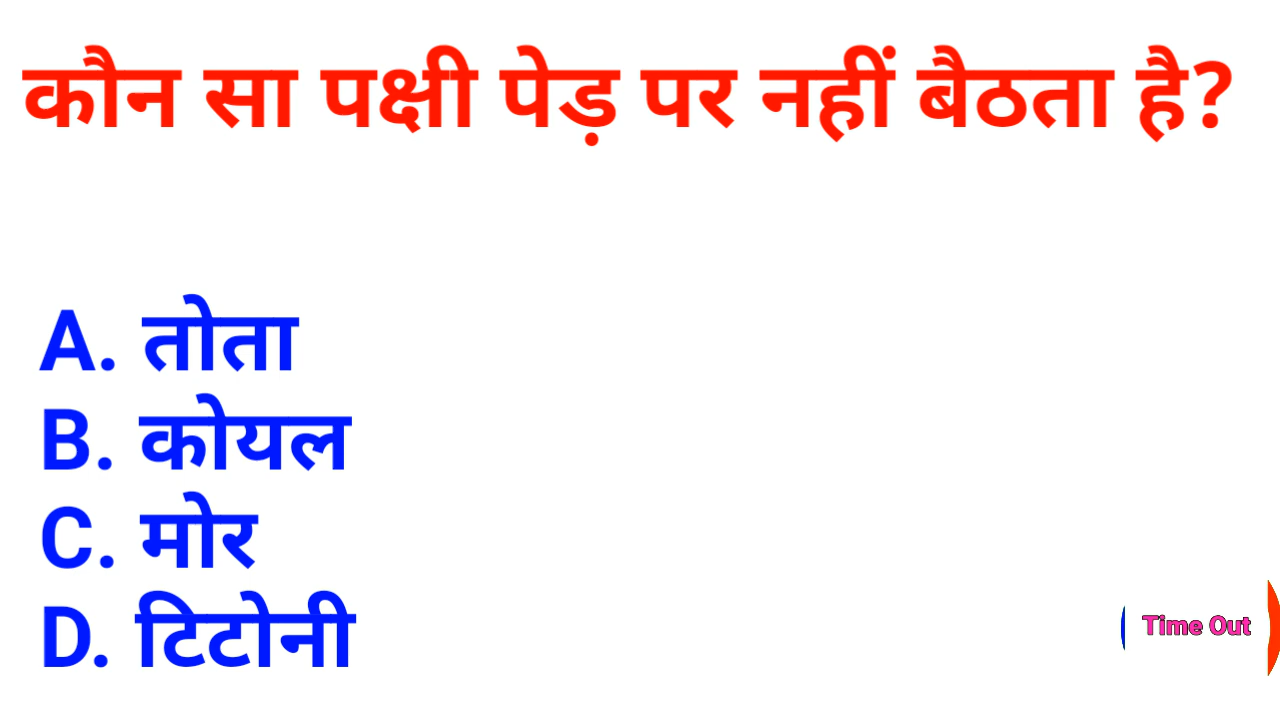 कौन सा पक्षी पेड़ पर नहीं बैठता है?
A. तोता
B. कोयल
C. मोर
D. टिटोनी
Time Out